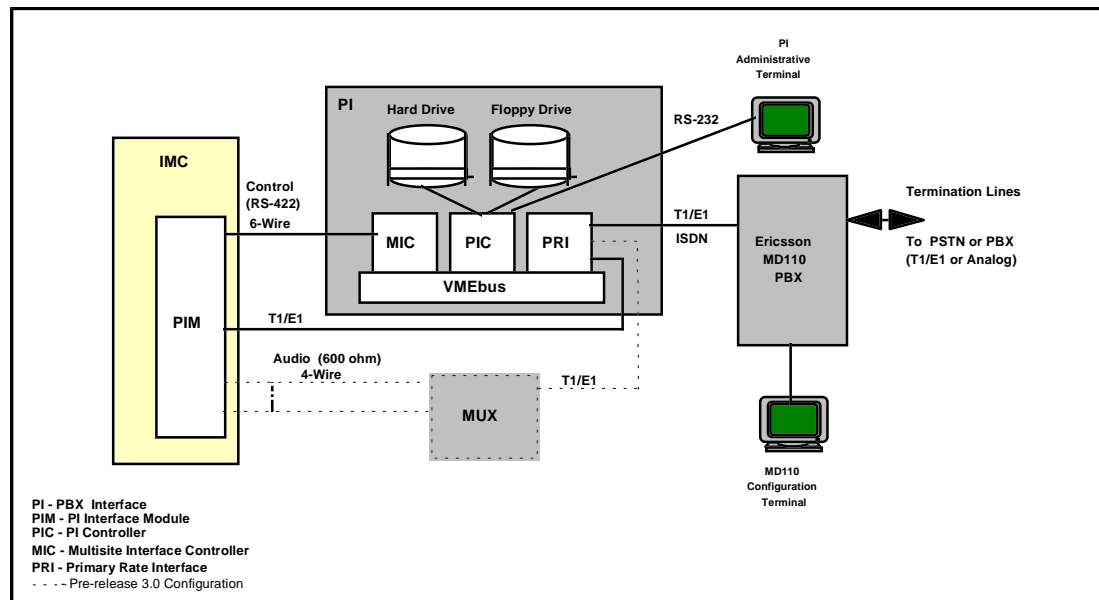 PI
Administrative
Terminal
PI
Hard Drive
Floppy Drive
RS-232
IMC
Control
(RS-422)
6-Wire
MIC
PIC
PRI
VMEbus
T1/E1
ISDN
Ericsson
MD110
PBX
Termination Lines
To PSTN or PBX
(T1/E1 or Analog)
PIM
T1/E1
Audio (600 ohm)
4-Wire
T1/E1
MUX
MD110
Configuration
Terminal
PI - PBX Interface
PIM - PI Interface Module
PIC - PI Controller
MIC - Multisite Interface Controller
PRI - Primary Rate Interface
- - - - Pre-release 3.0 Configuration